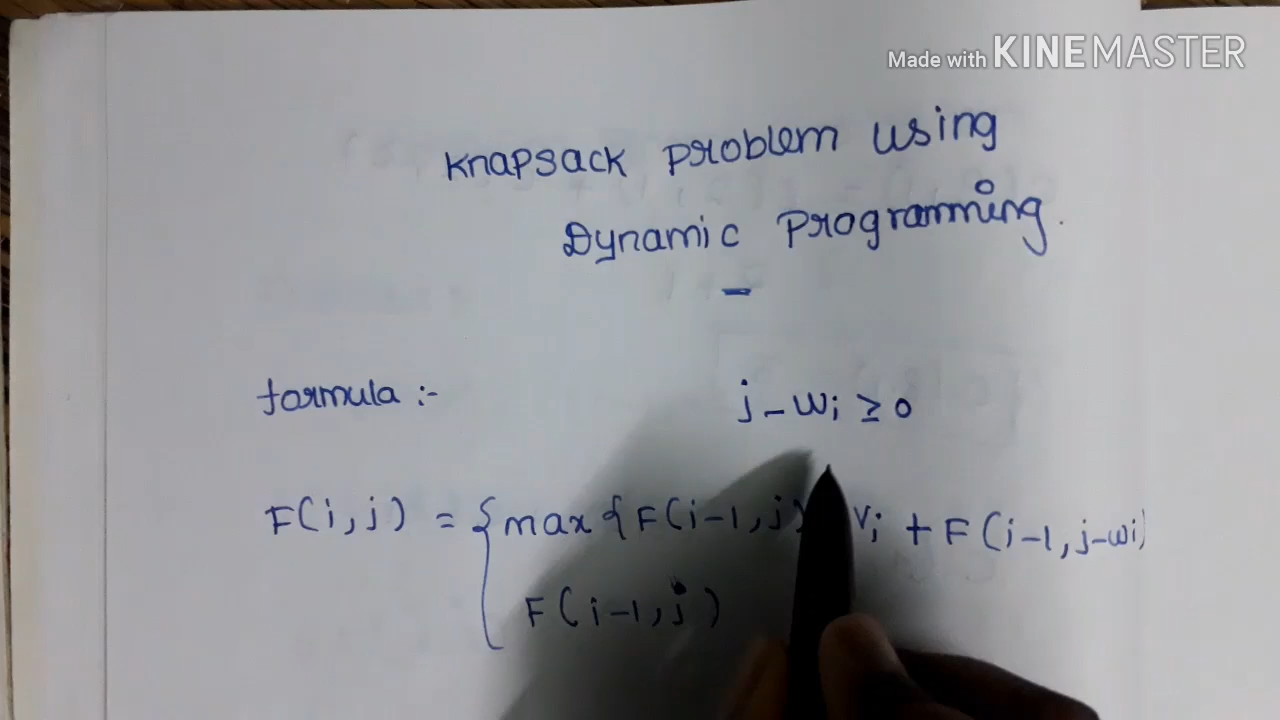 Made with KINEMASTER
Knapsack problem using
Dynamic Programming.
formula :-
j - wi ≥ 0
F(i, j) = { max { F(i-1, j) vi + F(i-1, j-wi)
F(i-1, j)